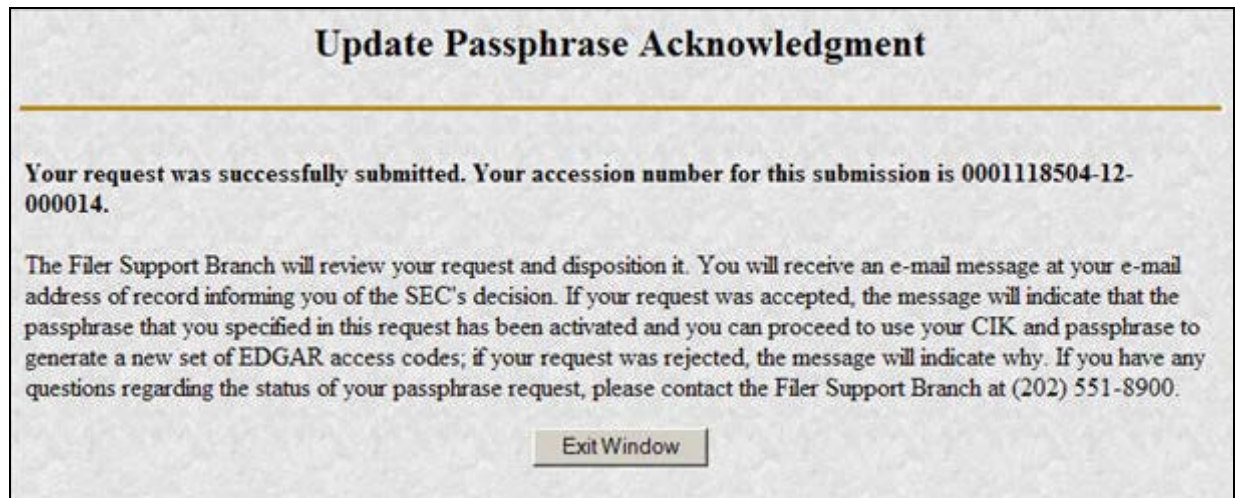 Update Passphrase Acknowledgment
Your request was successfully submitted. Your accession number for this submission is 0001118504-12-
000014.
The Filer Support Branch will review your request and disposition it. You will receive an e-mail message at your e-mail
address of record informing you of the SEC's decision. If your request was accepted, the message will indicate that the
passphrase that you specified in this request has been activated and you can proceed to use your CIK and passphrase to
generate a new set of EDGAR access codes; if your request was rejected, the message will indicate why. If you have any
questions regarding the status of your passphrase request, please contact the Filer Support Branch at (202) 551-8900.
Exit Window